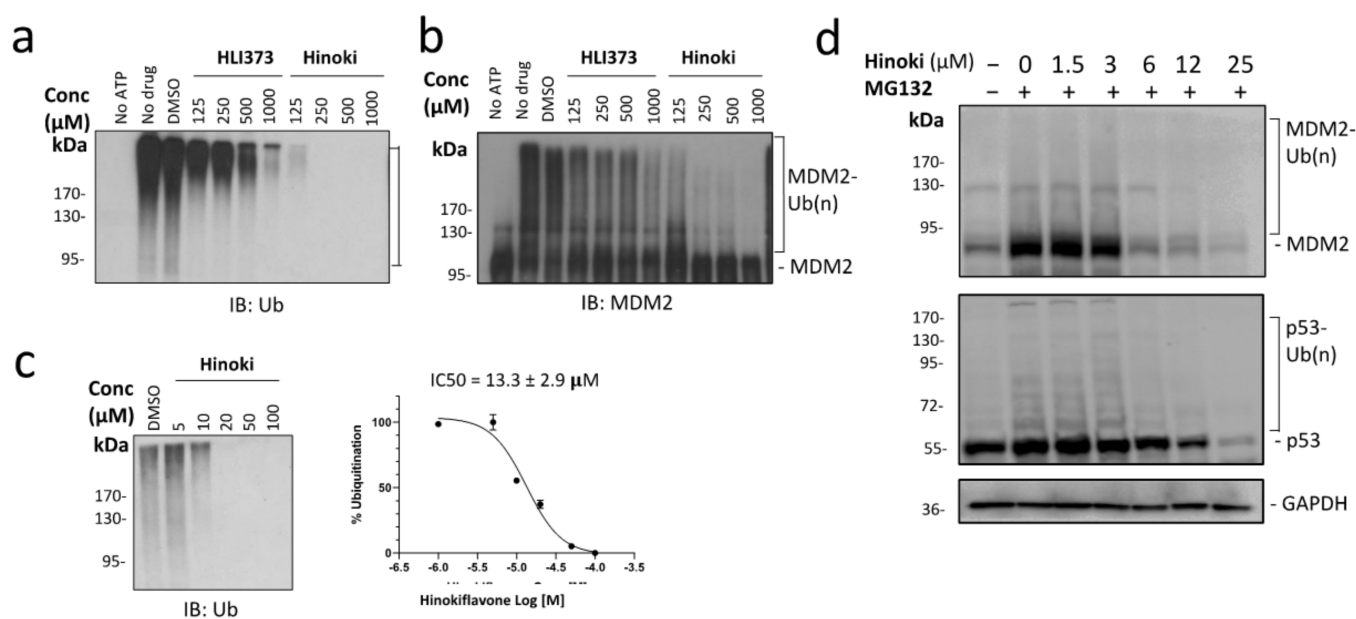 a
HLI373
Hinoki
Conc
(μM)
No ATP
No drug
DMSO
125
250
500
1000
125
250
500
1000
kDa
170-
130-
95-
IB: Ub
b
HLI373
Hinoki
Conc
(μM)
No ATP
No drug
DMSO
125
250
500
1000
125
250
500
1000
kDa
170-
130-
95-
MDM2-
Ub(n)
- MDM2
IB: MDM2
c
Hinoki
Conc
(μM)
DMSO
5
10
20
50
100
kDa
170-
130-
95-
IB: Ub
IC50 = 13.3 ± 2.9 μM
% Ubiquitination
100
50
0
-6.5 -6.0 -5.5 -5.0 -4.5 -4.0 -3.5
Hinokiflavone Log [M]
d
Hinoki (μM) – 0 1.5 3 6 12 25
MG132 – + + + + + +
kDa
170-
130-
95-
MDM2-
Ub(n)
- MDM2
170-
130-
95-
72-
55-
p53-
Ub(n)
- p53
36-
- GAPDH